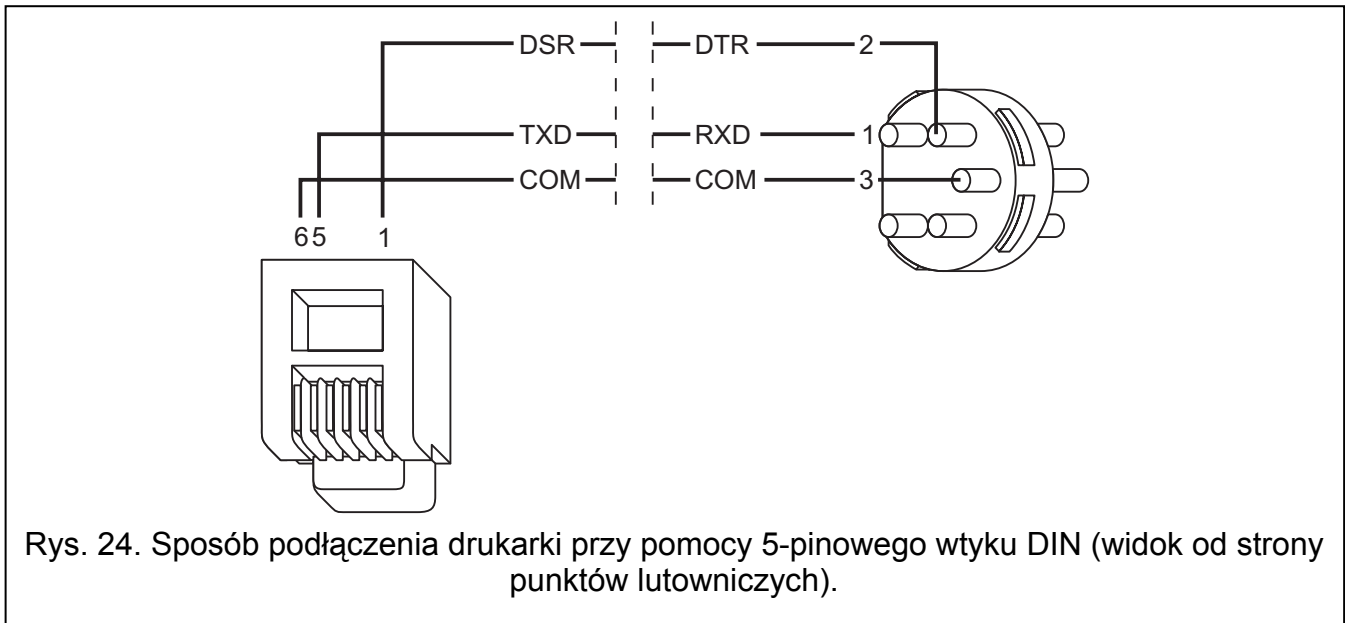 DSR DTR 2
TXD RXD 1
COM COM 3
65 1
Rys. 24. Sposób podłączenia drukarki przy pomocy 5-pinowego wtyku DIN (widok od strony
punktów lutowniczych).